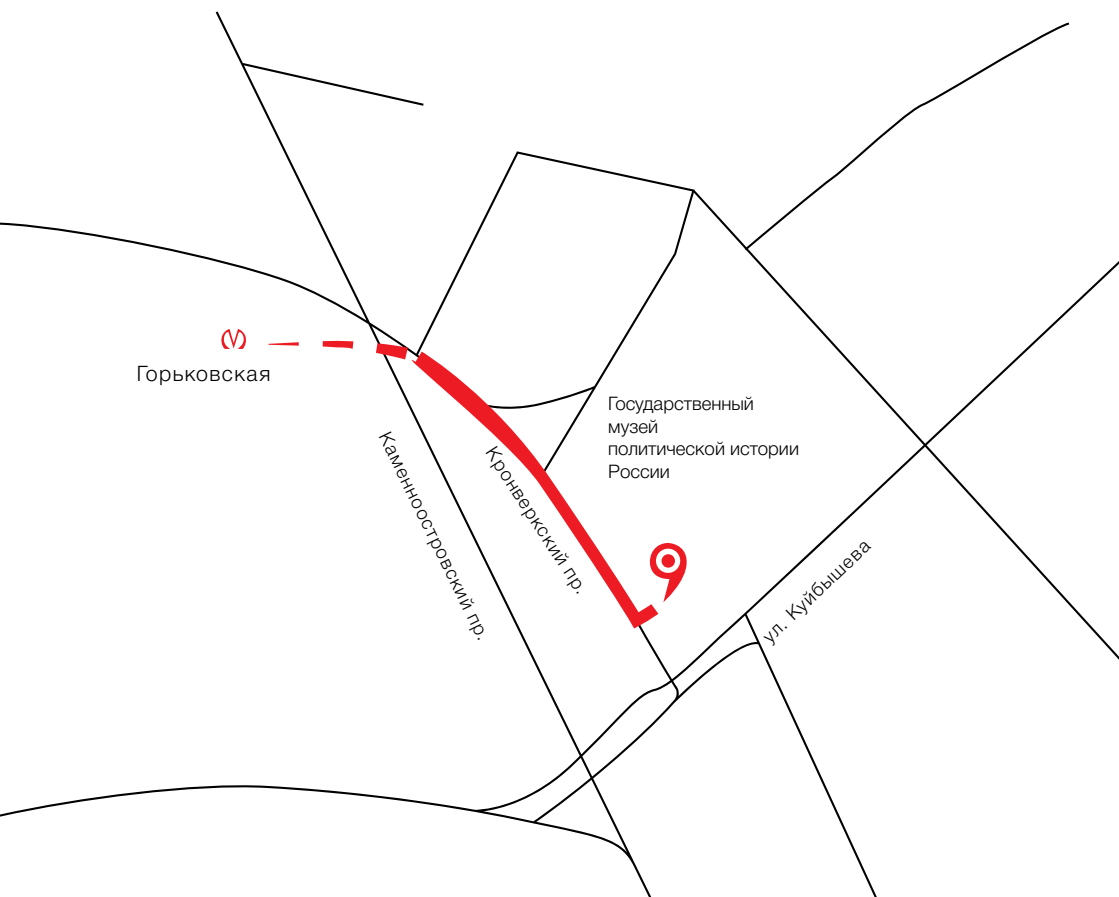 Горьковская
Государственный
музей
политической истории
России
Каменноостровский пр.
Кронверкский пр.
ул. Куйбышева